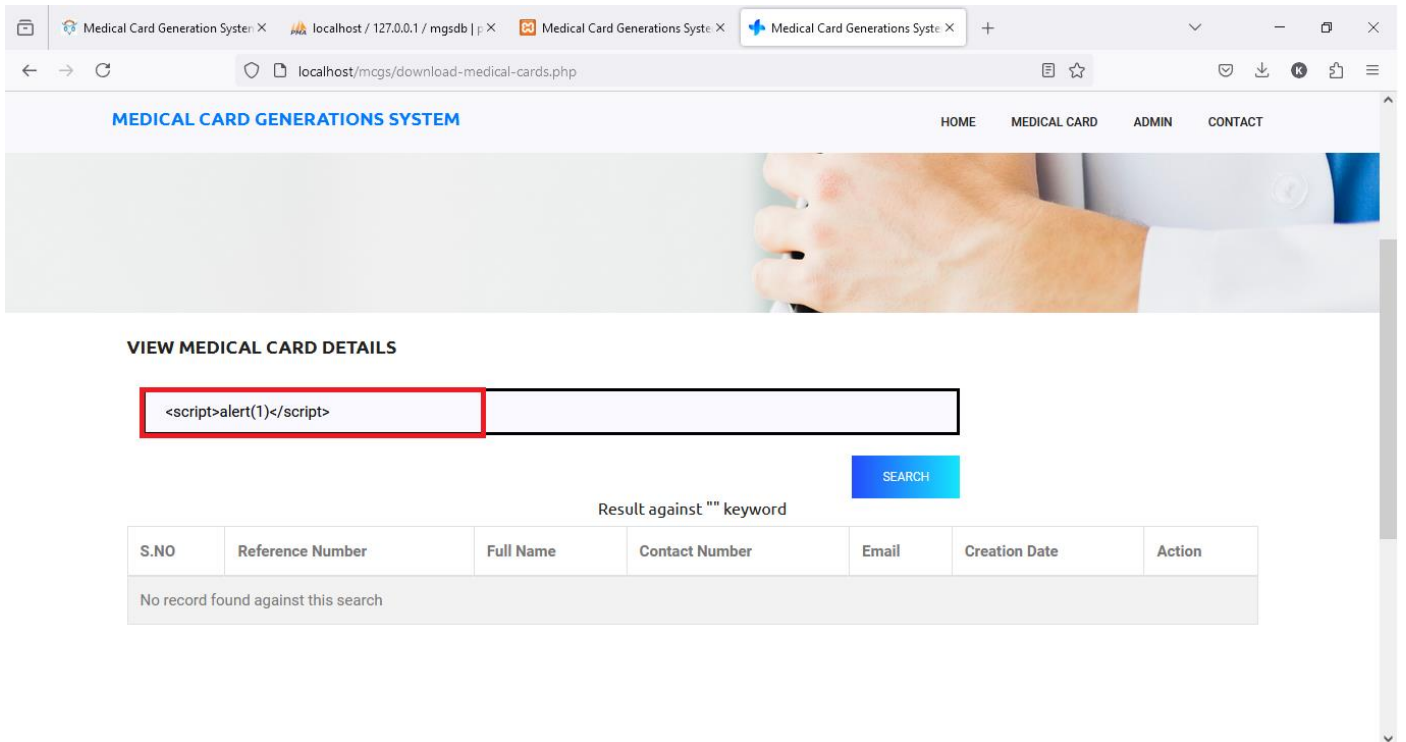 Medical Card Generation System
localhost / 127.0.0.1 / mgsdb | p
Medical Card Generations Syste
Medical Card Generations Syste
localhost/mcgs/download-medical-cards.php
K
MEDICAL CARD GENERATIONS SYSTEM
HOME MEDICAL CARD ADMIN CONTACT
VIEW MEDICAL CARD DETAILS
<script>alert(1)</script>
SEARCH
Result against "" keyword
S.NO Reference Number Full Name Contact Number Email Creation Date Action
No record found against this search